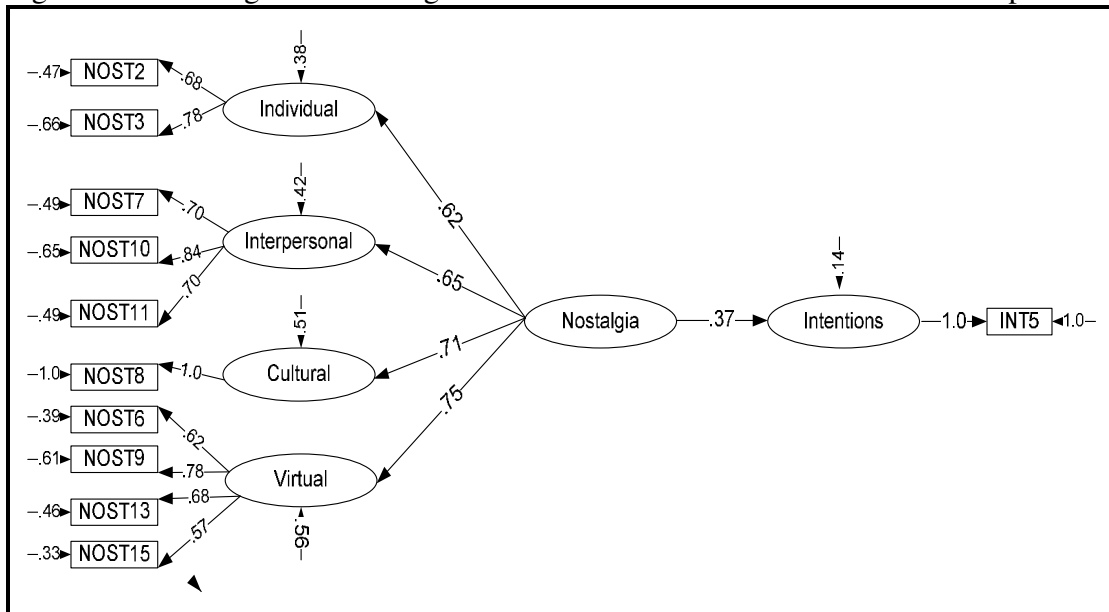 .38
-.47 NOST2 .68
Individual
-.66 NOST3 .78
.42
-.49 NOST7 .70
.62
-.65 NOST10 .84 Interpersonal
.14
.65
-.49 NOST11 .70
.51
Nostalgia .37 Intentions 1.0 INT5 1.0
.71
-1.0 NOST8 1.0 Cultural
-.39 NOST6 .62
.75
-.61 NOST9 .78
Virtual
-.46 NOST13 .68
-.33 NOST15 .57
.56